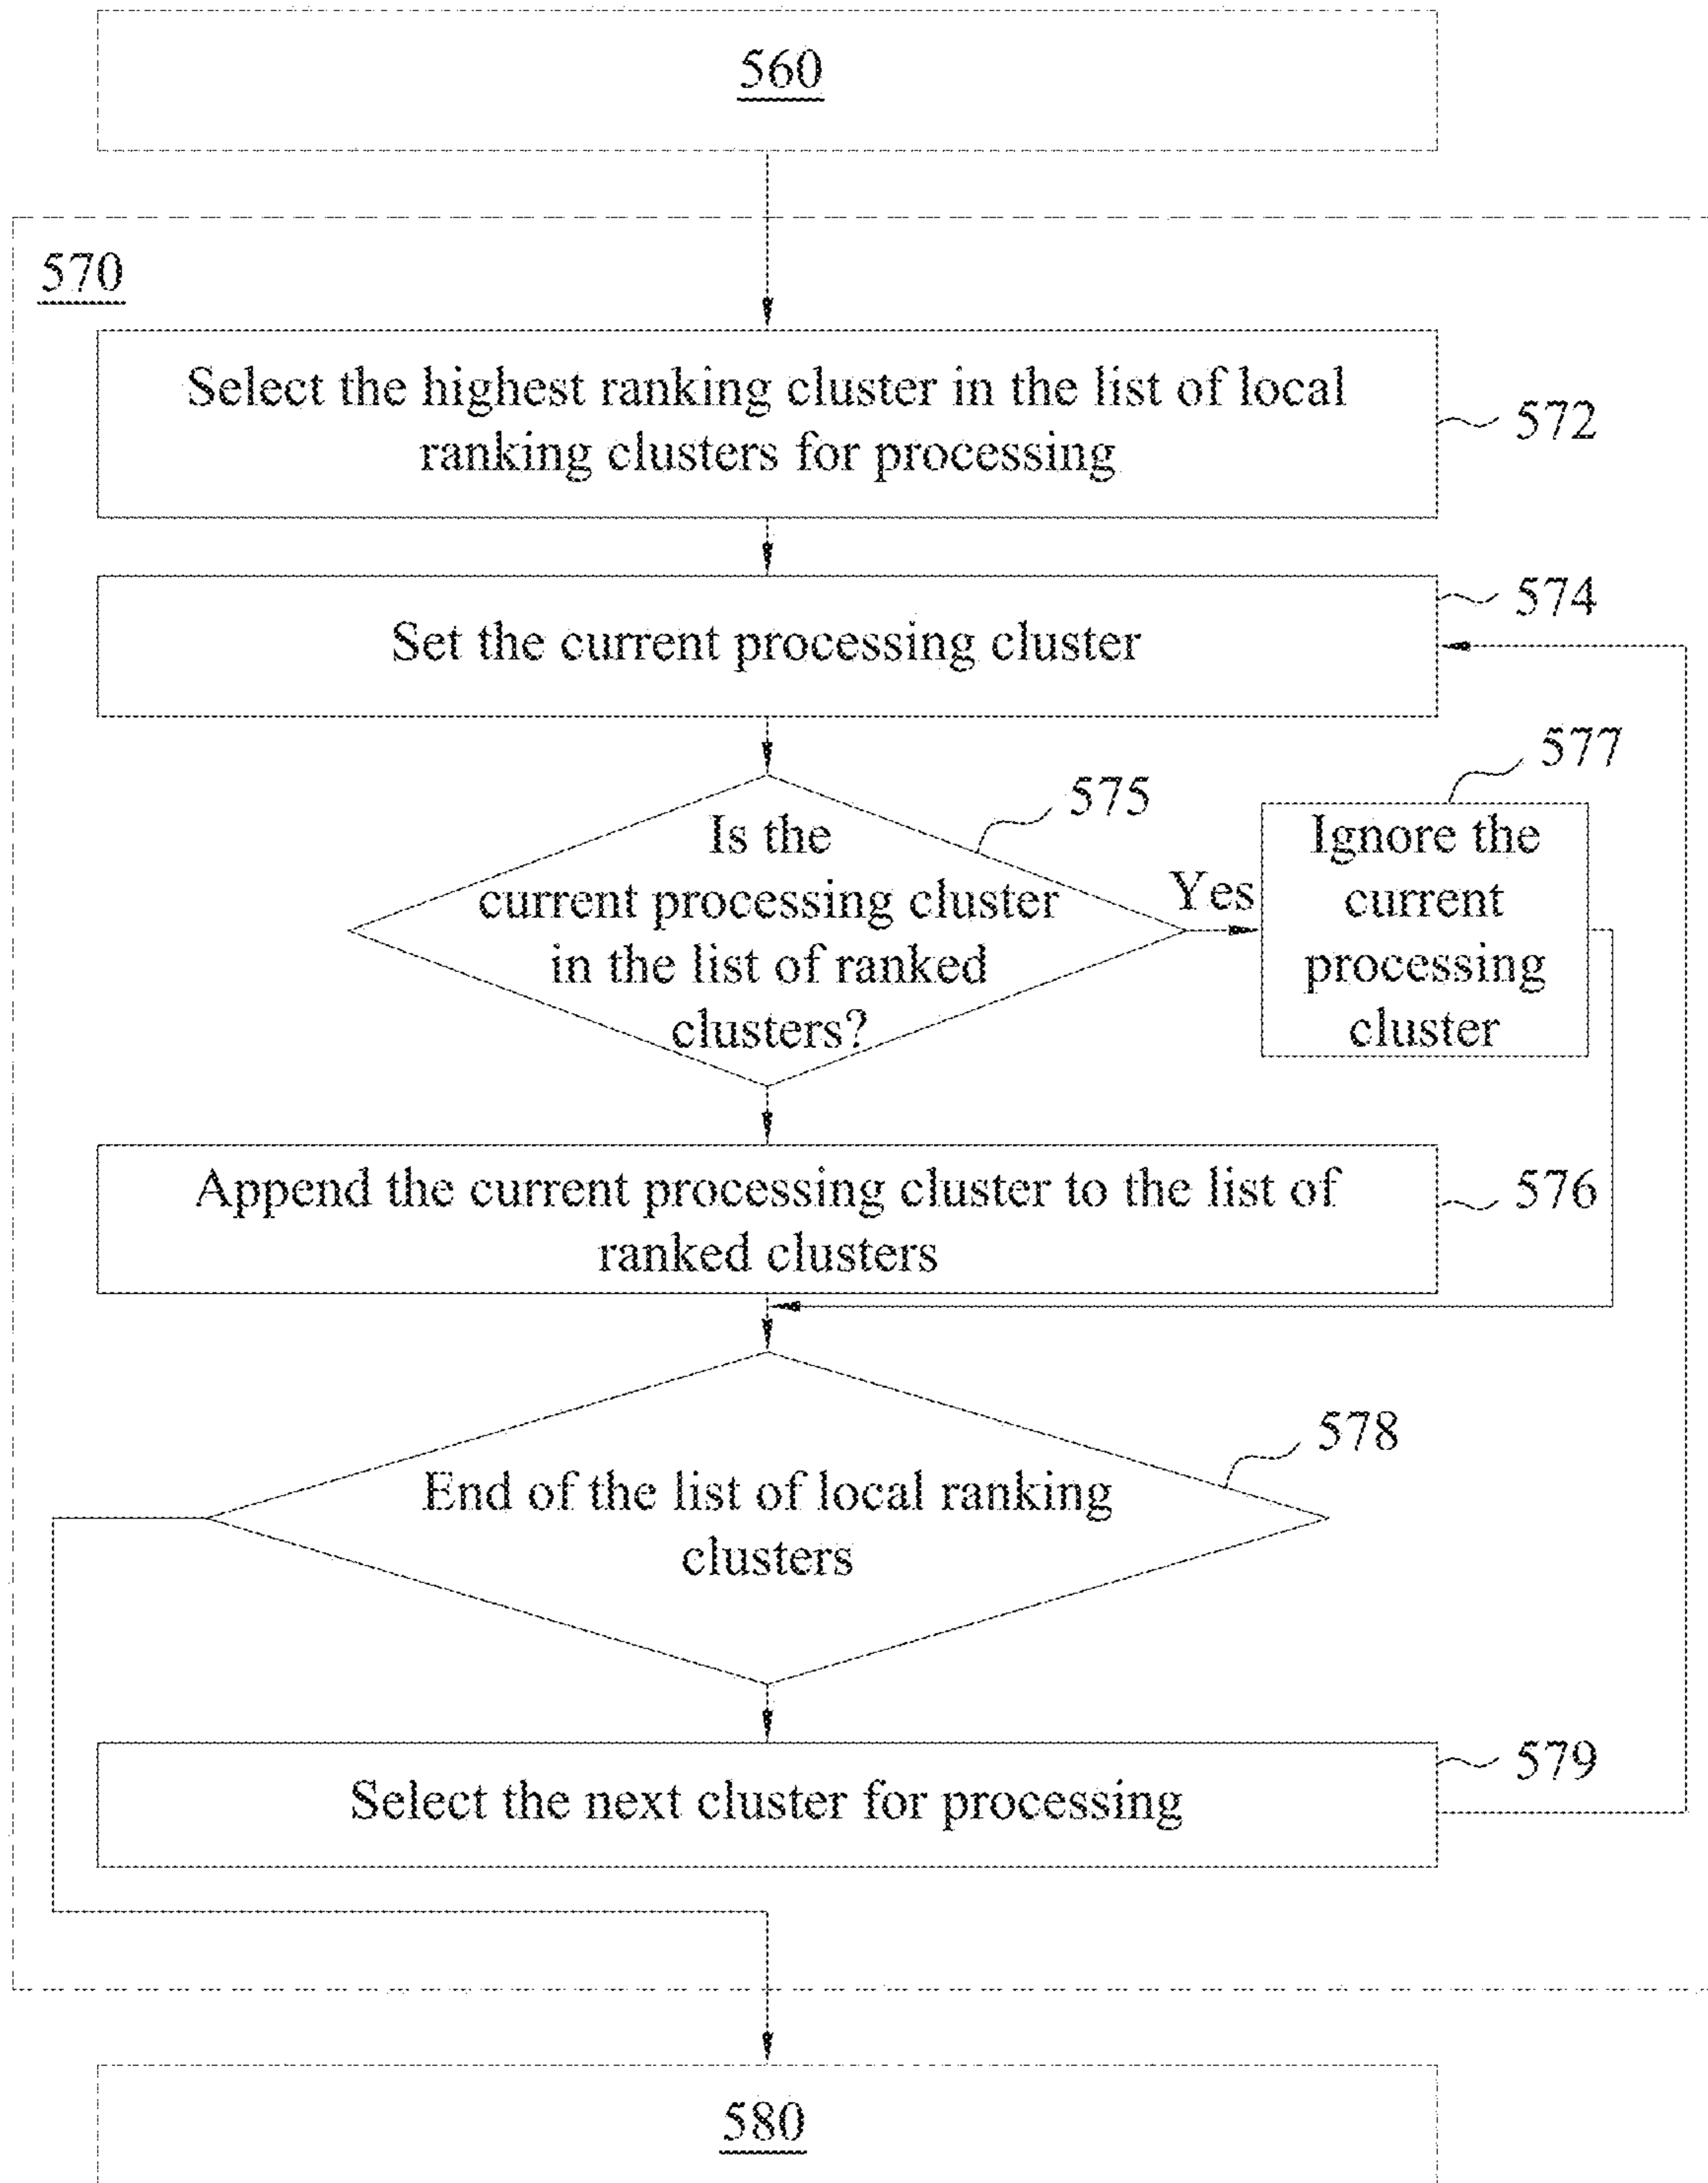 560
570
Select the highest ranking cluster in the list of local
ranking clusters for processing
572
Set the current processing cluster
574
Is the
current processing cluster
in the list of ranked
clusters?
575
Yes
577
Ignore the
current
processing
cluster
Append the current processing cluster to the list of
ranked clusters
576
End of the list of local ranking
clusters
578
Select the next cluster for processing
579
580